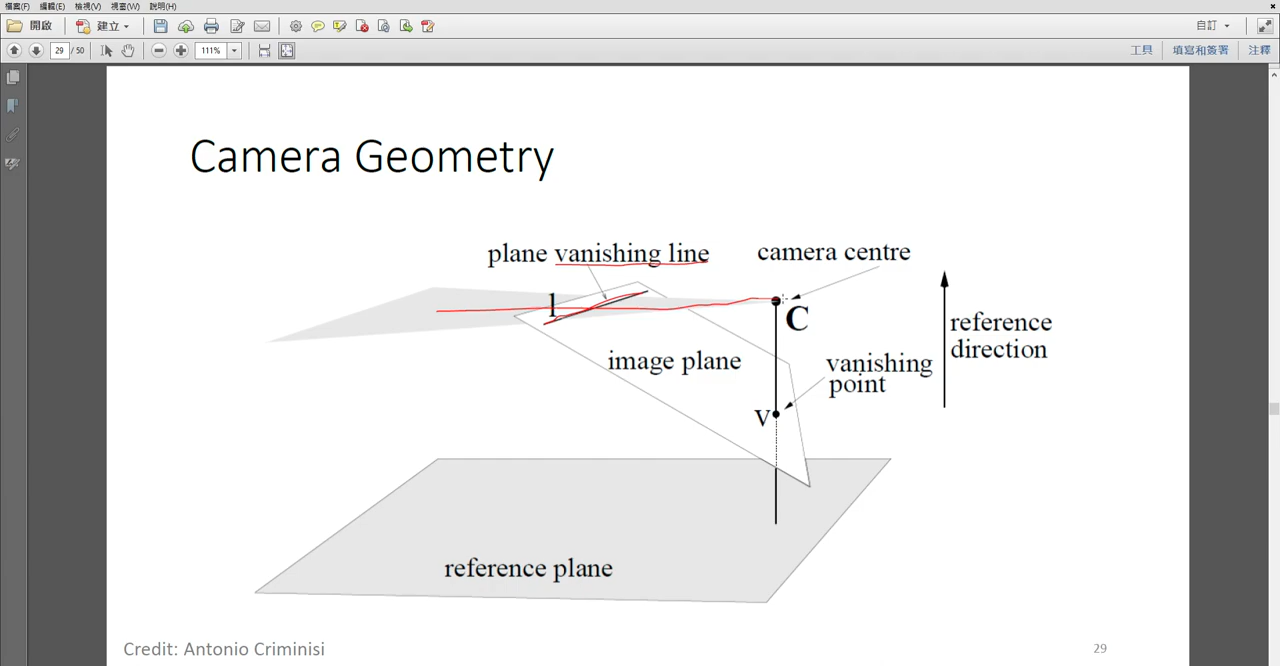 檔案(F) 編輯(E) 檢視(V) 視窗(W) 說明(H)
開啟 建立 自訂
29 / 50 111% 工具 填寫和簽署 注釋
Camera Geometry
plane vanishing line
camera centre
l
C
reference
direction
image plane
vanishing
point
v
reference plane
Credit: Antonio Criminisi
29